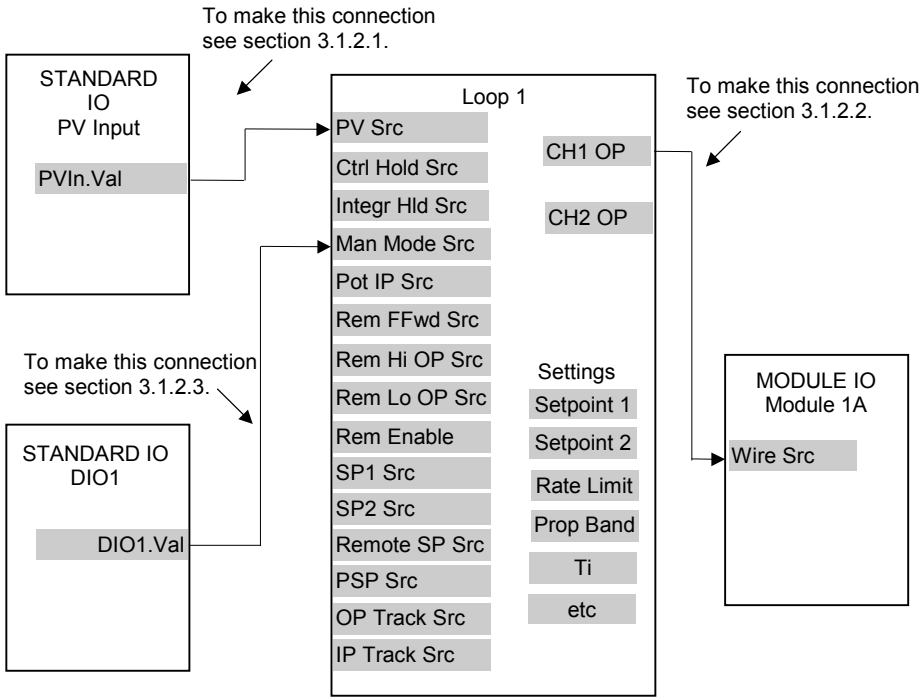 To make this connection
see section 3.1.2.1.
STANDARD
IO
PV Input
PVIn.Val
To make this connection
see section 3.1.2.3.
STANDARD IO
DIO1
DIO1.Val
Loop 1
PV Src
Ctrl Hold Src
Integr Hld Src
Man Mode Src
Pot IP Src
Rem FFwd Src
Rem Hi OP Src
Rem Lo OP Src
Rem Enable
SP1 Src
SP2 Src
Remote SP Src
PSP Src
OP Track Src
IP Track Src
CH1 OP
CH2 OP
Settings
Setpoint 1
Setpoint 2
Rate Limit
Prop Band
Ti
etc
To make this connection
see section 3.1.2.2.
MODULE IO
Module 1A
Wire Src